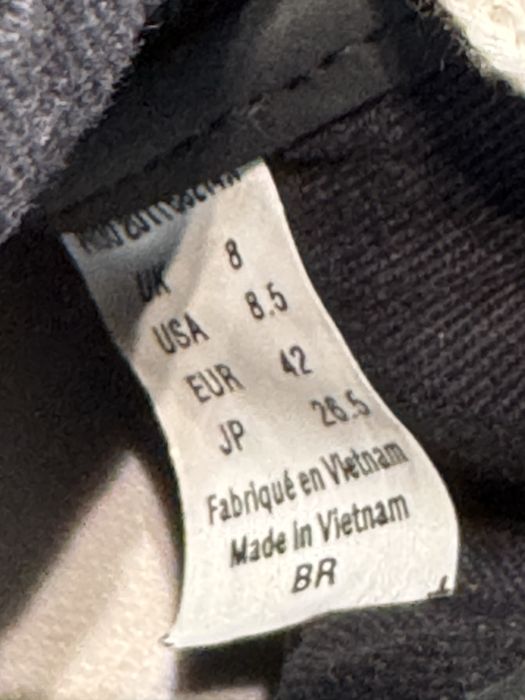 UK 8
USA 8.5
EUR 42
JP 26.5
Fabriqué en Vietnam
Made in Vietnam
BR